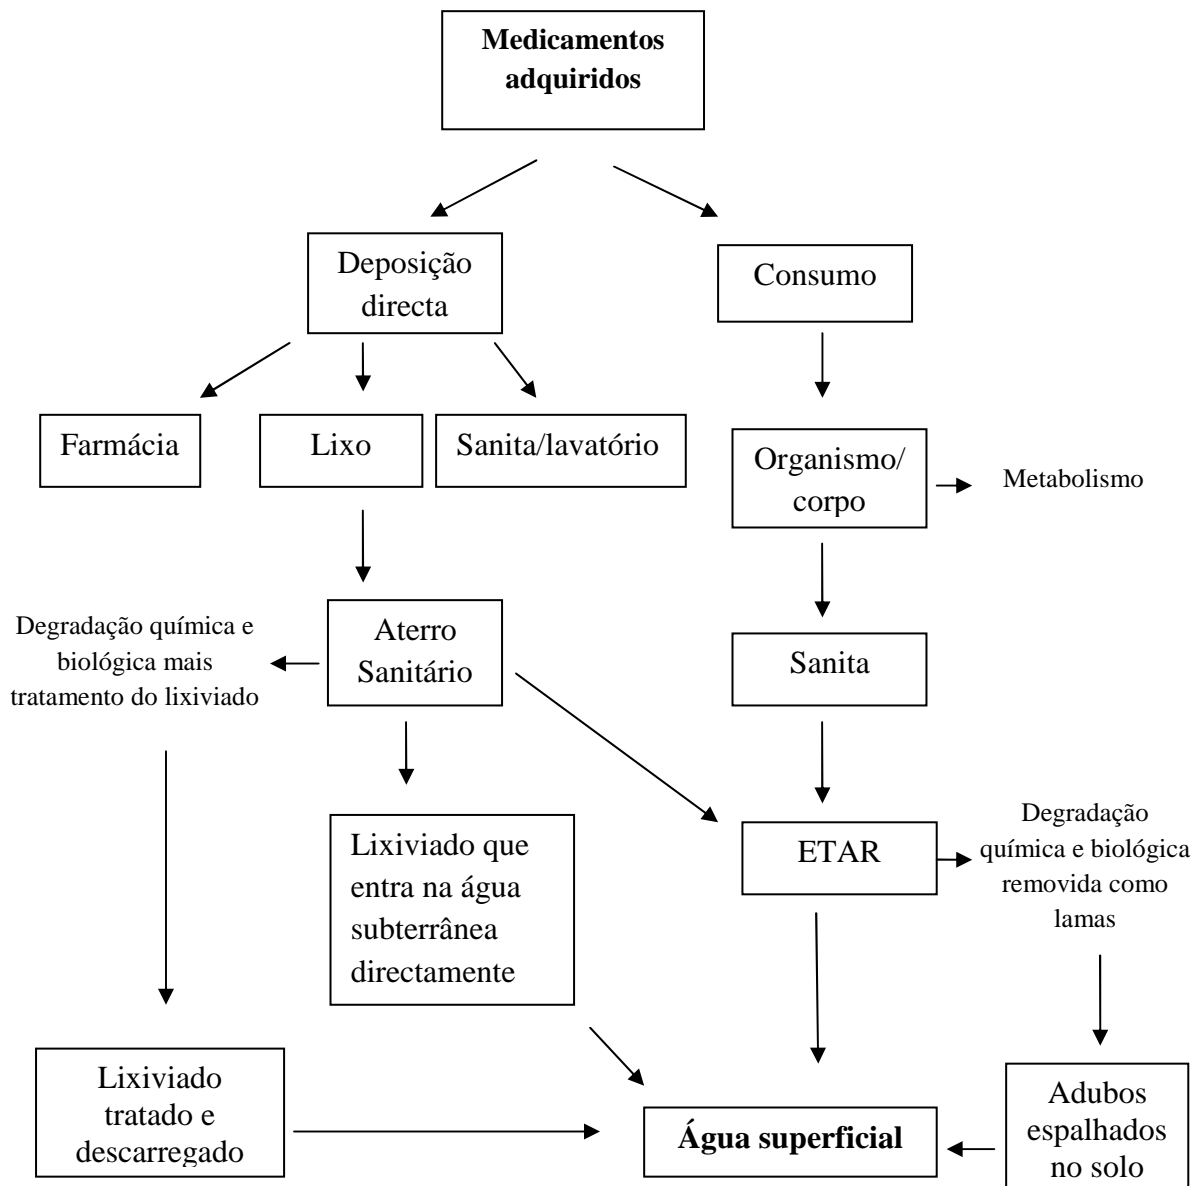 Medicamentos
adquiridos
Deposição
directa
Consumo
Farmácia
Lixo
Sanita/lavatório
Organismo/
corpo
Metabolismo
Degradação química e
biológica mais
tratamento do lixiviado
Aterro
Sanitário
Sanita
Lixiviado que
entra na água
subterrânea
directamente
ETAR
Degradação
química e biológica
removida como
lamas
Lixiviado
tratado e
descarregado
Água superficial
Adubos
espalhados
no solo